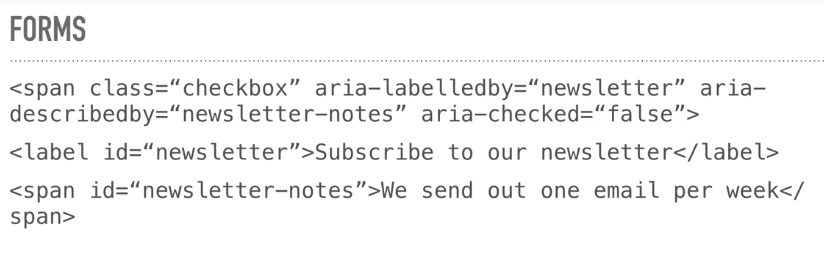 FORMS
<span class=“checkbox” aria-labelledby=“newsletter” aria-
describedby=“newsletter-notes” aria-checked=“false”>
<label id=“newsletter”>Subscribe to our newsletter</label>
<span id=“newsletter-notes”>We send out one email per week</
span>